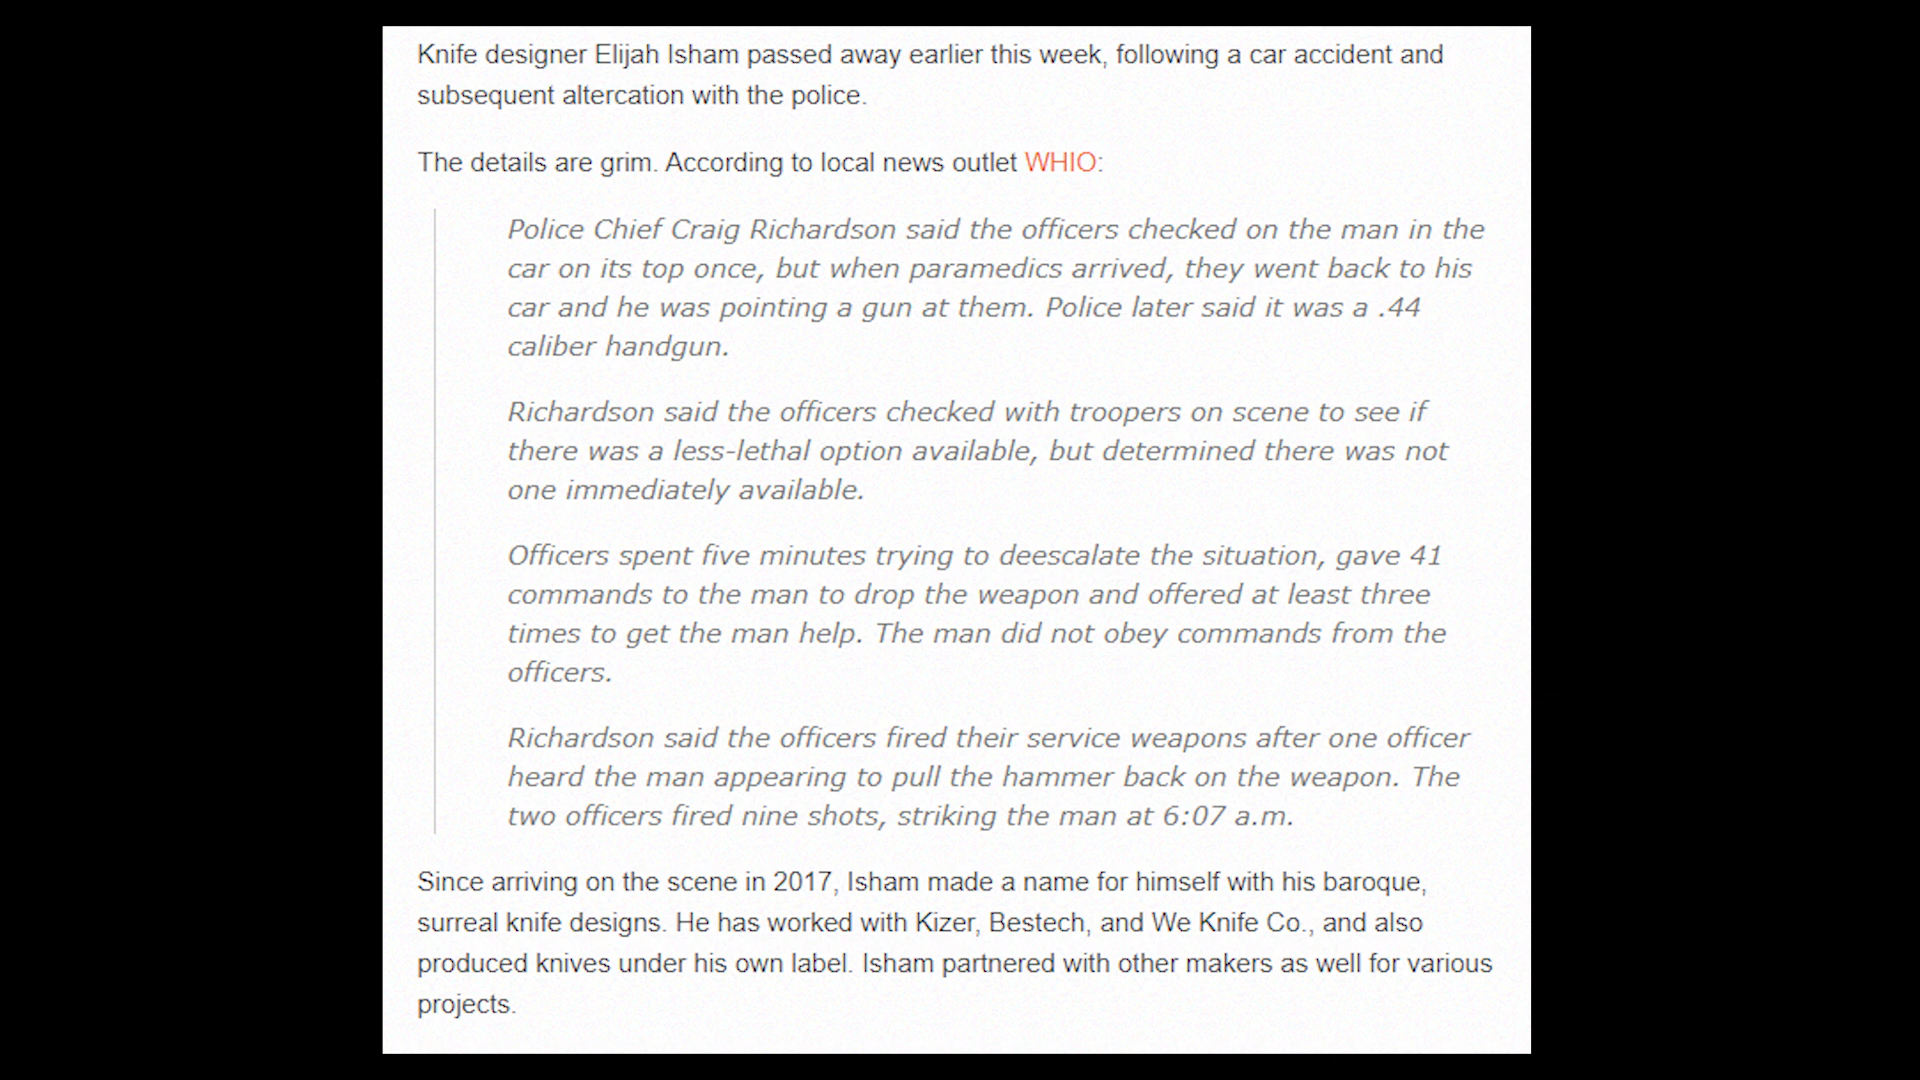 Knife designer Elijah Isham passed away earlier this week, following a car accident and
subsequent altercation with the police.
The details are grim. According to local news outlet WHIO:
Police Chief Craig Richardson said the officers checked on the man in the
car on its top once, but when paramedics arrived, they went back to his
car and he was pointing a gun at them. Police later said it was a .44
caliber handgun.
Richardson said the officers checked with troopers on scene to see if
there was a less-lethal option available, but determined there was not
one immediately available.
Officers spent five minutes trying to deescalate the situation, gave 41
commands to the man to drop the weapon and offered at least three
times to get the man help. The man did not obey commands from the
officers.
Richardson said the officers fired their service weapons after one officer
heard the man appearing to pull the hammer back on the weapon. The
two officers fired nine shots, striking the man at 6:07 a.m.
Since arriving on the scene in 2017, Isham made a name for himself with his baroque,
surreal knife designs. He has worked with Kizer, Bestech, and We Knife Co., and also
produced knives under his own label. Isham partnered with other makers as well for various
projects.